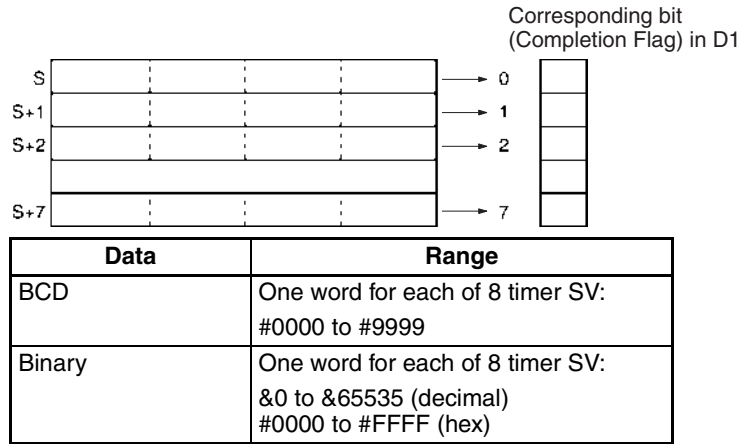 Corresponding bit
(Completion Flag) in D1
S 0
S+1 1
S+2 2
S+7 7
Data Range
BCD One word for each of 8 timer SV:
#0000 to #9999
Binary One word for each of 8 timer SV:
&0 to &65535 (decimal)
#0000 to #FFFF (hex)